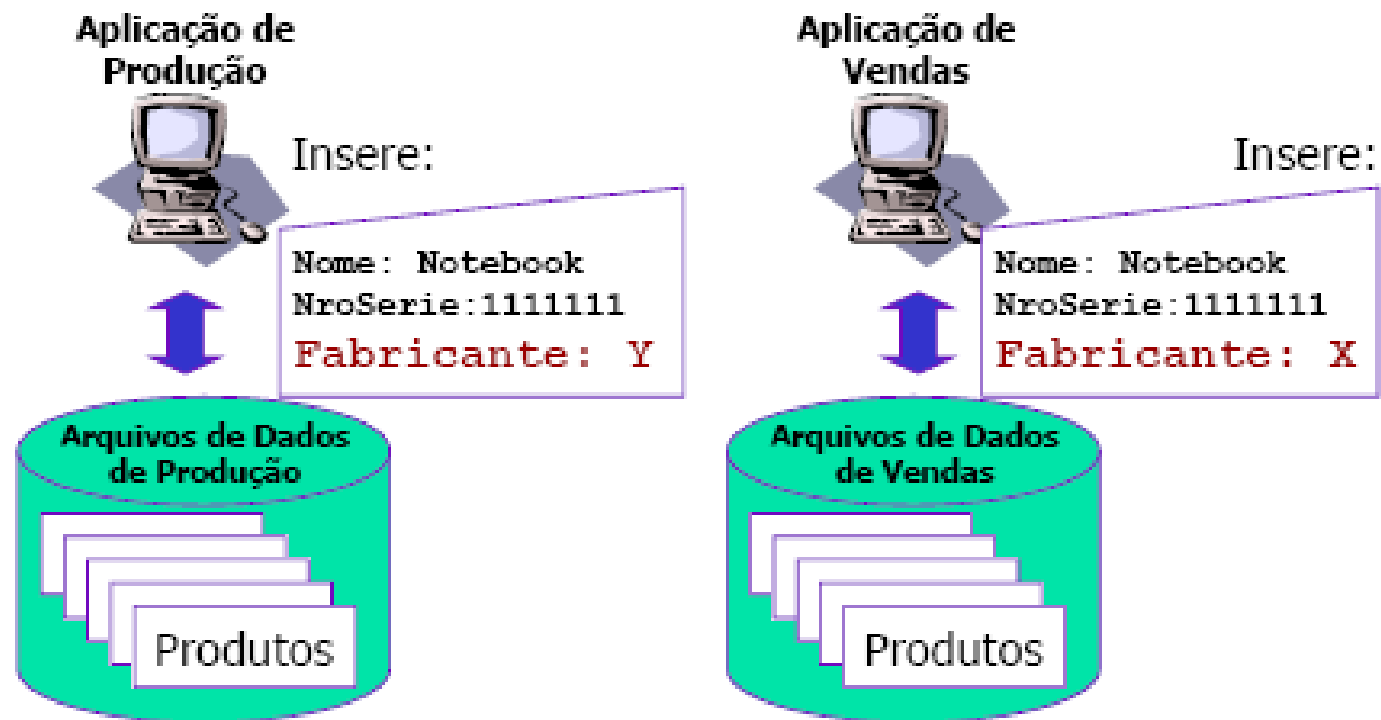 Aplicação de
Produção
Insere:
Nome: Notebook
NroSerie:1111111
Fabricante: Y
Arquivos de Dados
de Produção
Produtos
Aplicação de
Vendas
Insere:
Nome: Notebook
NroSerie:1111111
Fabricante: X
Arquivos de Dados
de Vendas
Produtos